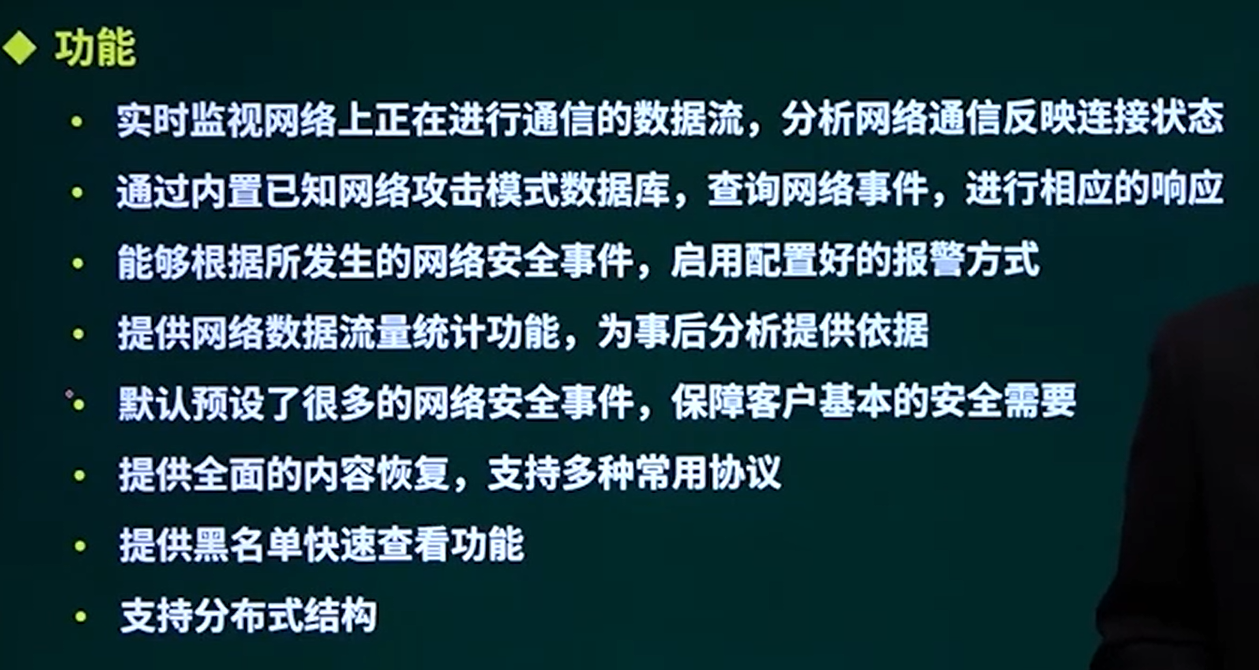 功能
实时监视网络上正在进行通信的数据流，分析网络通信反映连接状态
通过内置已知网络攻击模式数据库，查询网络事件，进行相应的响应
能够根据所发生的网络安全事件，启用配置好的报警方式
提供网络数据流量统计功能，为事后分析提供依据
默认预设了很多的网络安全事件，保障客户基本的安全需要
提供全面的内容恢复，支持多种常用协议
提供黑名单快速查看功能
支持分布式结构